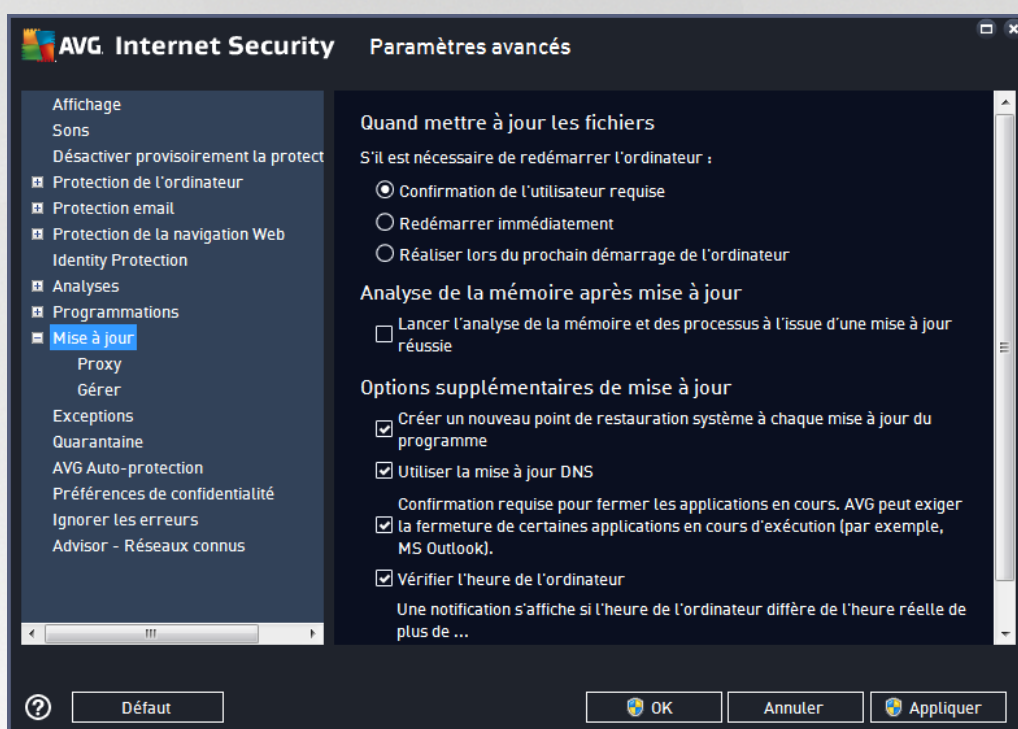 AVG. Internet Security
Paramètres avancés
Affichage
Sons
Désactiver provisoirement la protect
Protection de l'ordinateur
Protection email
Protection de la navigation Web
Identity Protection
Analyses
Programmations
Mise à jour
Proxy
Gérer
Exceptions
Quarantaine
AVG Auto-protection
Préférences de confidentialité
Ignorer les erreurs
Advisor - Réseaux connus
Quand mettre à jour les fichiers
S'il est nécessaire de redémarrer l'ordinateur :
Confirmation de l'utilisateur requise
Redémarrer immédiatement
Réaliser lors du prochain démarrage de l'ordinateur
Analyse de la mémoire après mise à jour
Lancer l'analyse de la mémoire et des processus à l'issue d'une mise à jour
réussie
Options supplémentaires de mise à jour
Créer un nouveau point de restauration système à chaque mise à jour du
programme
Utiliser la mise à jour DNS
Confirmation requise pour fermer les applications en cours. AVG peut exiger
la fermeture de certaines applications en cours d'exécution (par exemple,
MS Outlook).
Vérifier l'heure de l'ordinateur
Une notification s'affiche si l'heure de l'ordinateur diffère de l'heure réelle de
plus de ...
Défaut
OK
Annuler
Appliquer